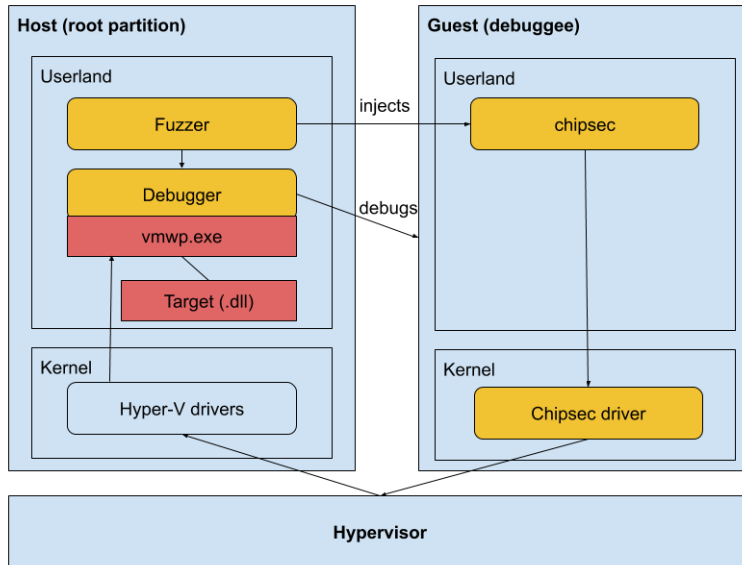 Host (root partition)
Userland
Fuzzer
Debugger
vmwp.exe
Target (.dll)
Kernel
Hyper-V drivers
injects
debugs
Guest (debuggee)
Userland
chipsec
Kernel
Chipsec driver
Hypervisor